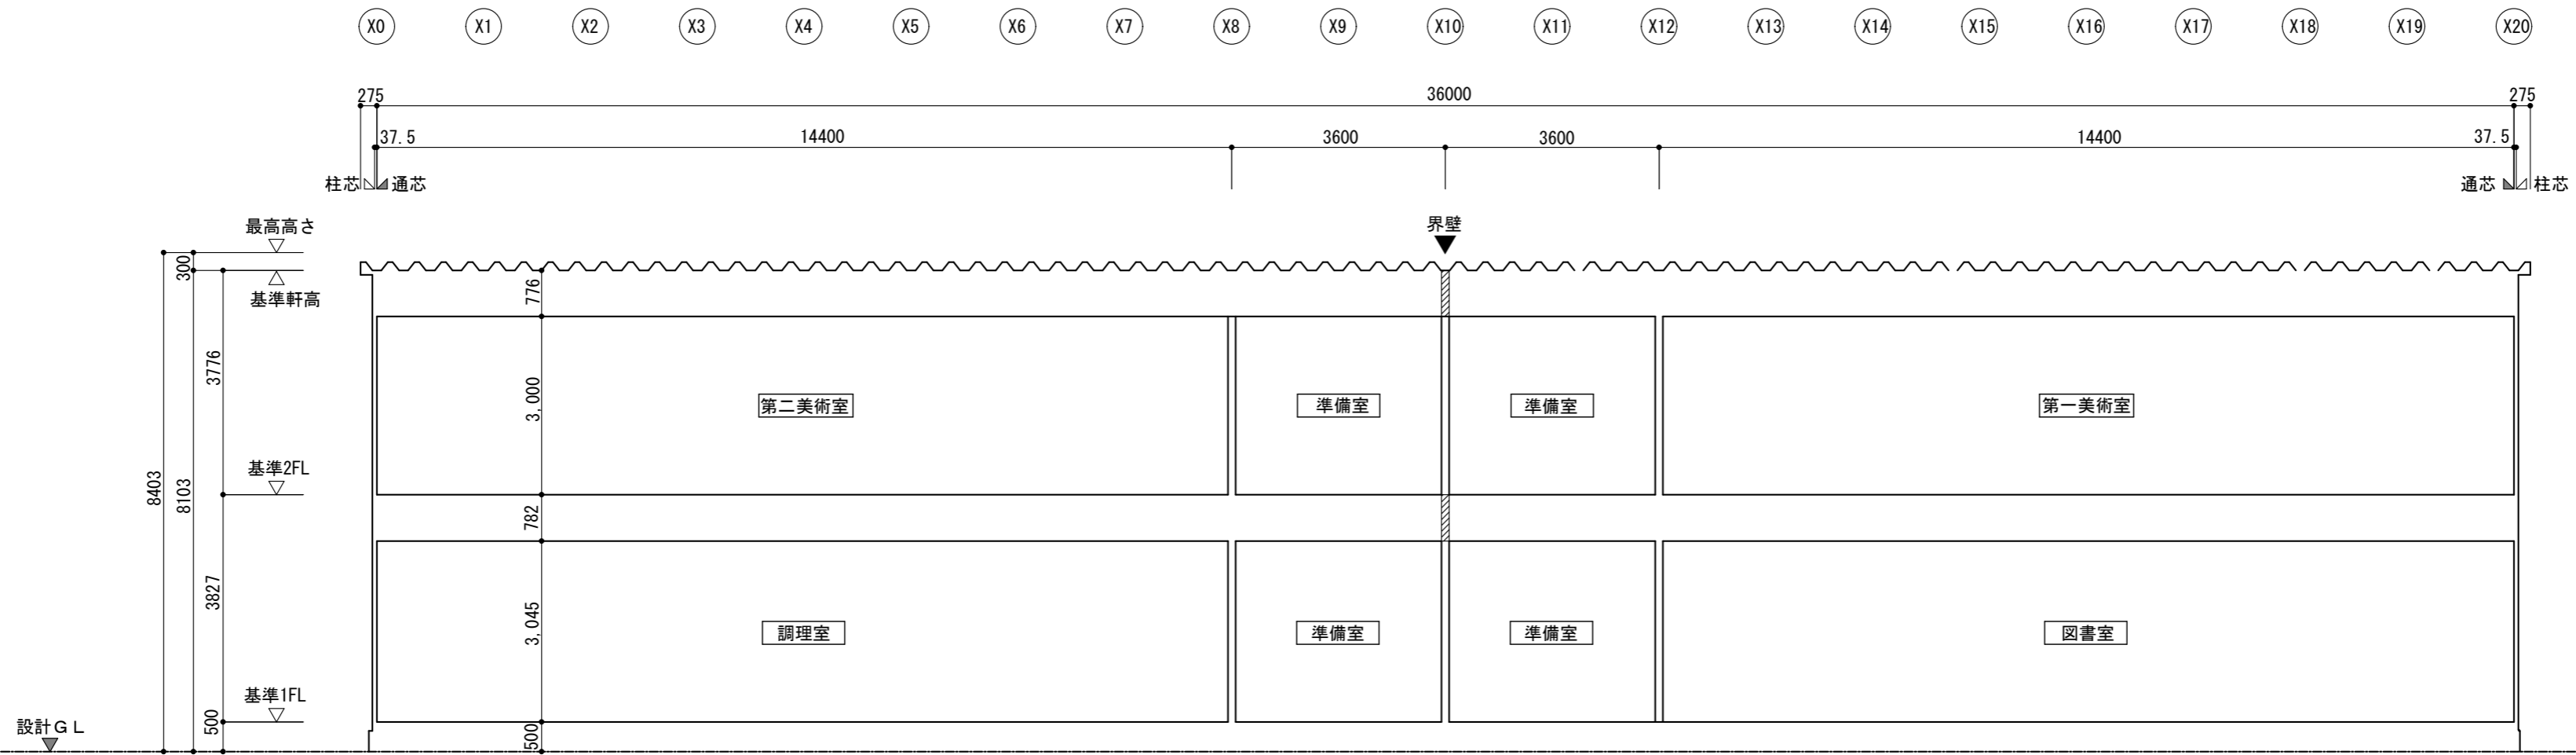 X0 X1 X2 X3 X4 X5 X6 X7 X8 X9 X10 X11 X12 X13 X14 X15 X16 X17 X18 X19 X20
275 36000 275
37.5 14400 3600 3600 14400 37.5
柱芯 通芯 通芯 柱芯
最高高さ
界壁
300
基準軒高
776
3776
3,000
第二美術室 準備室 準備室 第一美術室
基準2FL
8403
8103
782
3827
3,045
調理室 準備室 準備室 図書室
基準1FL
500
500
設計ＧＬ